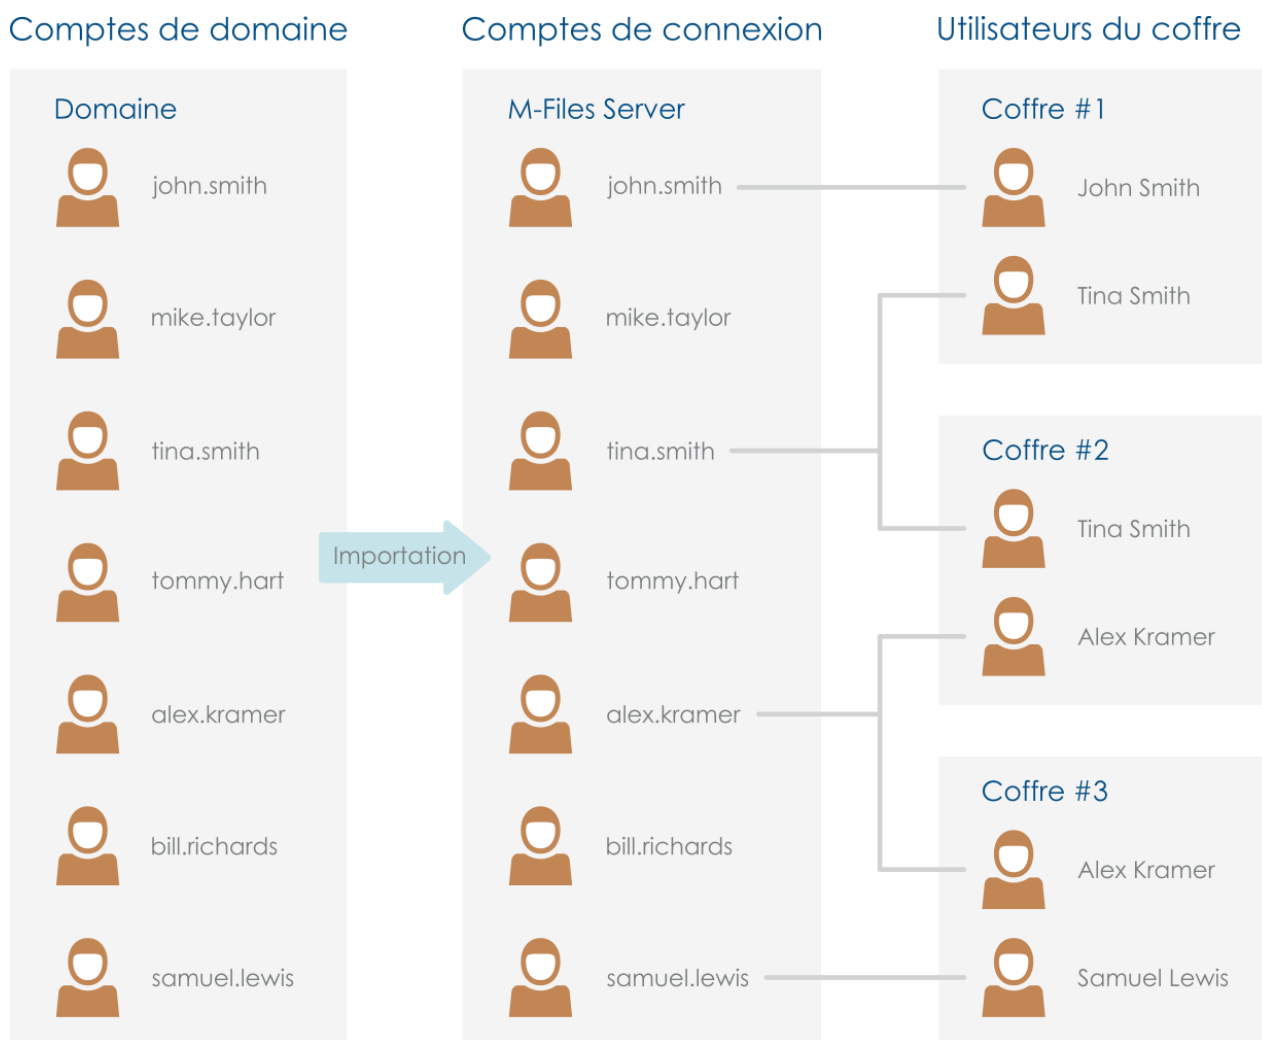 Comptes de domaine
Domaine
john.smith
mike.taylor
tina.smith
tommy.hart
alex.kramer
bill.richards
samuel.lewis
Importation
Comptes de connexion
M-Files Server
john.smith
mike.taylor
tina.smith
tommy.hart
alex.kramer
bill.richards
samuel.lewis
Utilisateurs du coffre
Coffre #1
John Smith
Tina Smith
Coffre #2
Tina Smith
Alex Kramer
Coffre #3
Alex Kramer
Samuel Lewis